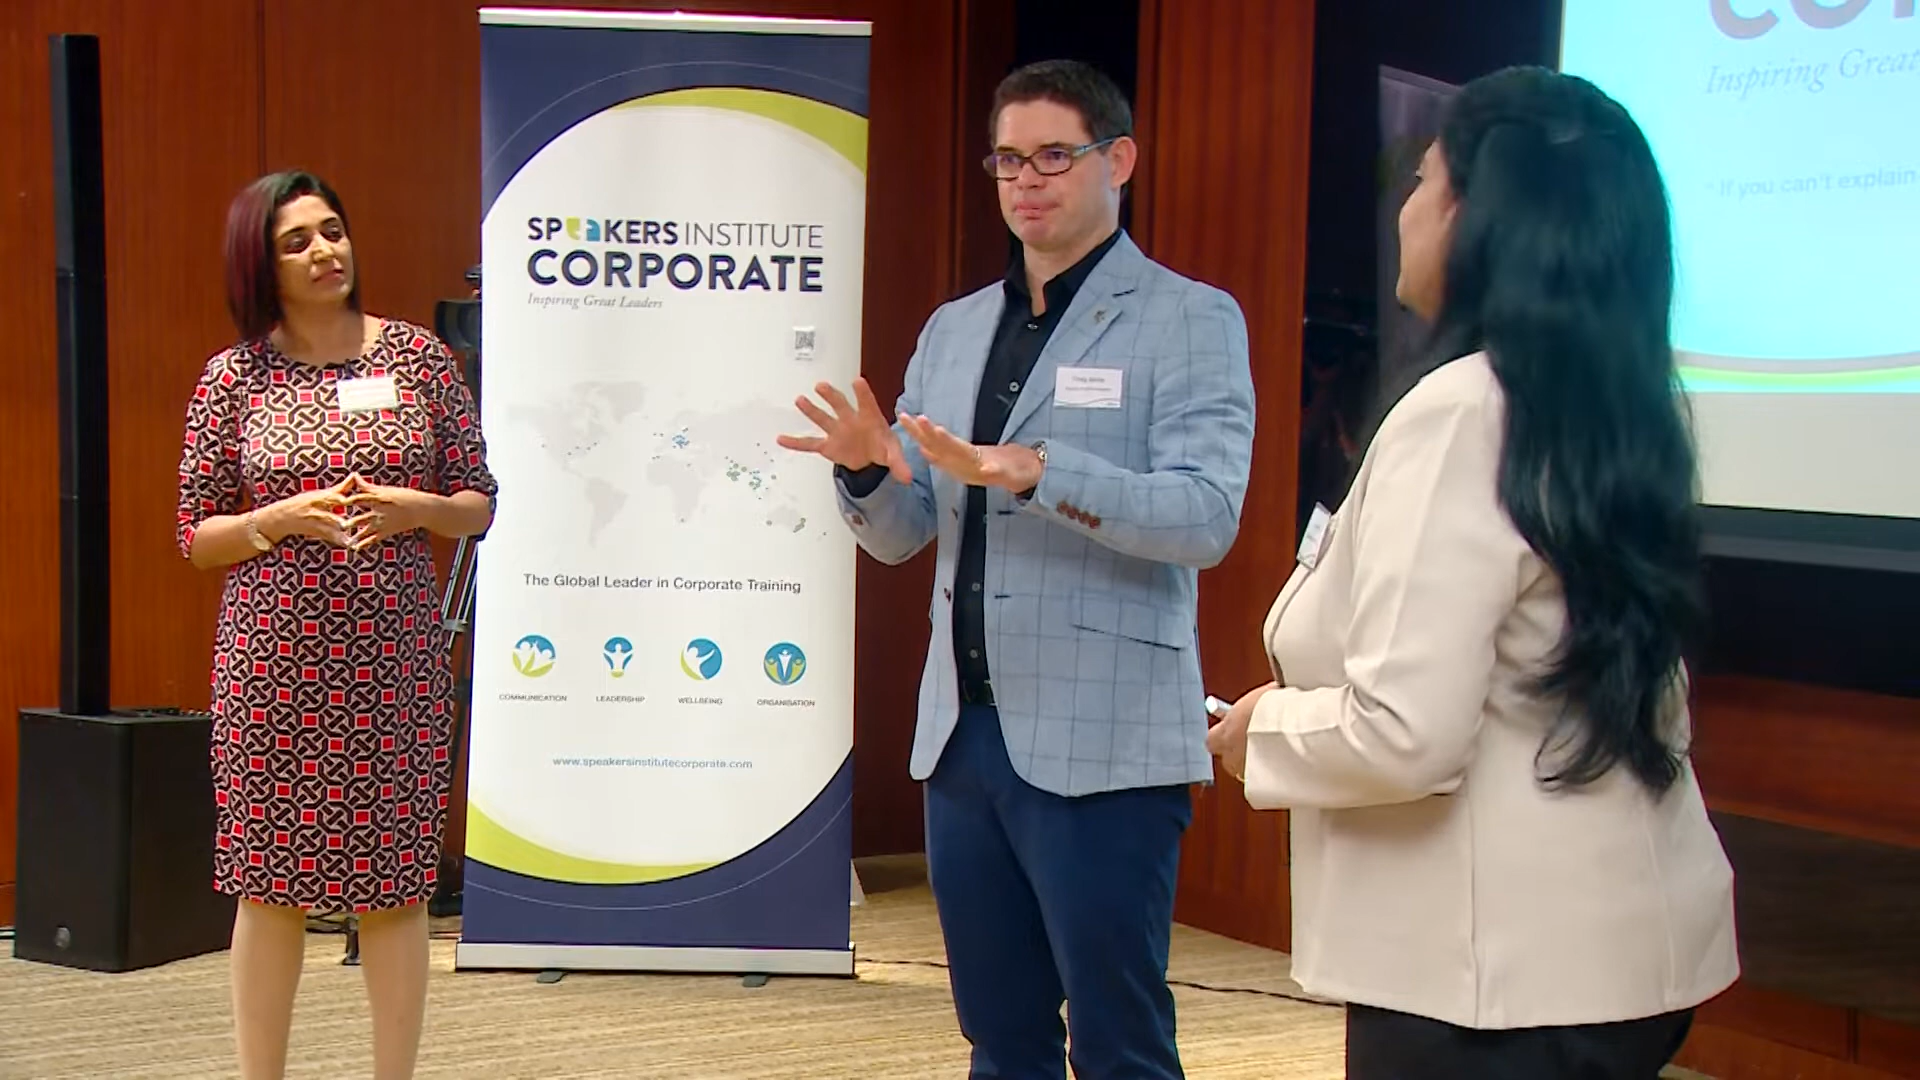 SPEAKERS INSTITUTE
CORPORATE
Inspiring Great Leaders
The Global Leader in Corporate Training
COMMUNICATION
LEADERSHIP
WELLBEING
ORGANISATION
www.speakersinstitutecorporate.com
Inspiring Great
"If you can't explain